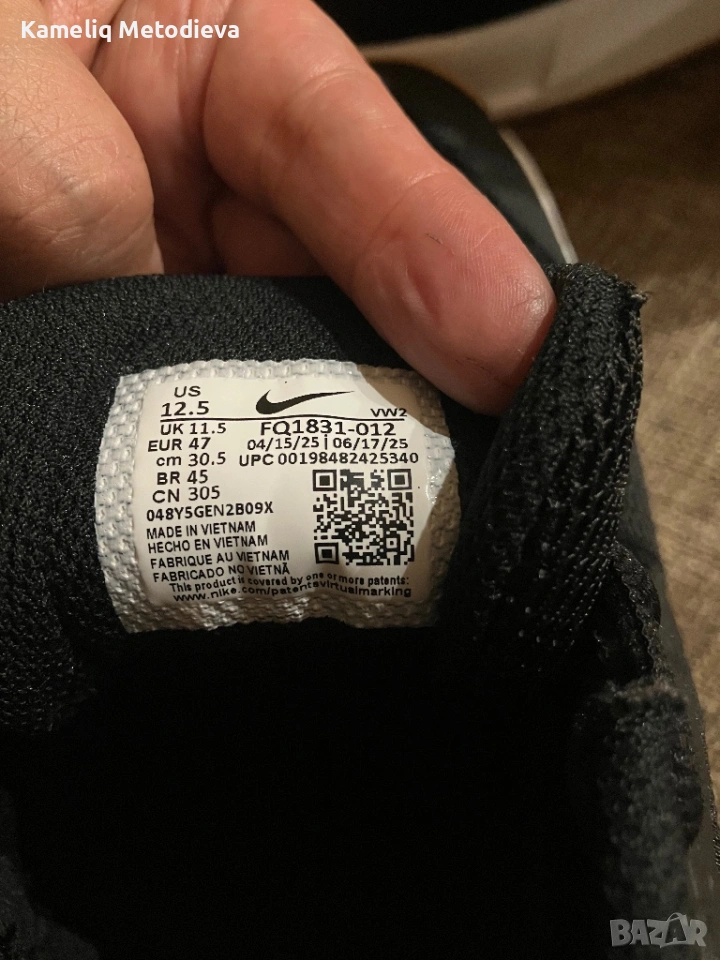 Kameliq Metodieva
US
12.5
VW2
UK 11.5 FQ1831-012
EUR 47 04/15/25 | 06/17/25
cm 30.5 UPC 00198482425340
BR 45
CN 305
048Y5GEN2B09X
MADE IN VIETNAM
HECHO EN VIETNAM
FABRIQUE AU VIETNAM
FABRICADO NO VIETNÃ
This product is covered by one or more patents:
www.nike.com/patentsvirtualmarking
BAZAR